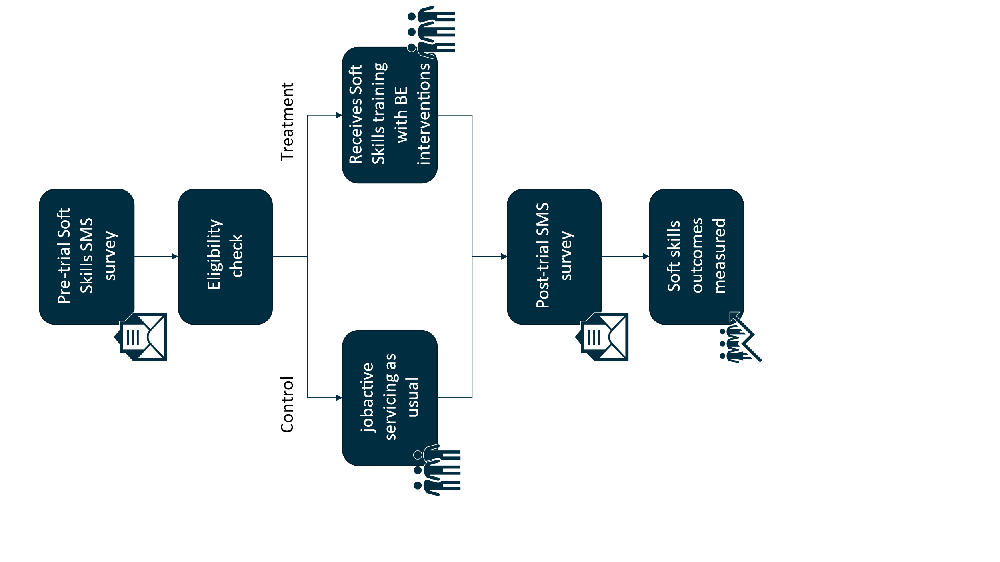 Pre-trial Soft
Skills SMS
survey
Eligibility
check
Control
Treatment
jobactive
servicing as
usual
Receives Soft
Skills training
with BE
interventions
Post-trial SMS
survey
Soft skills
outcomes
measured